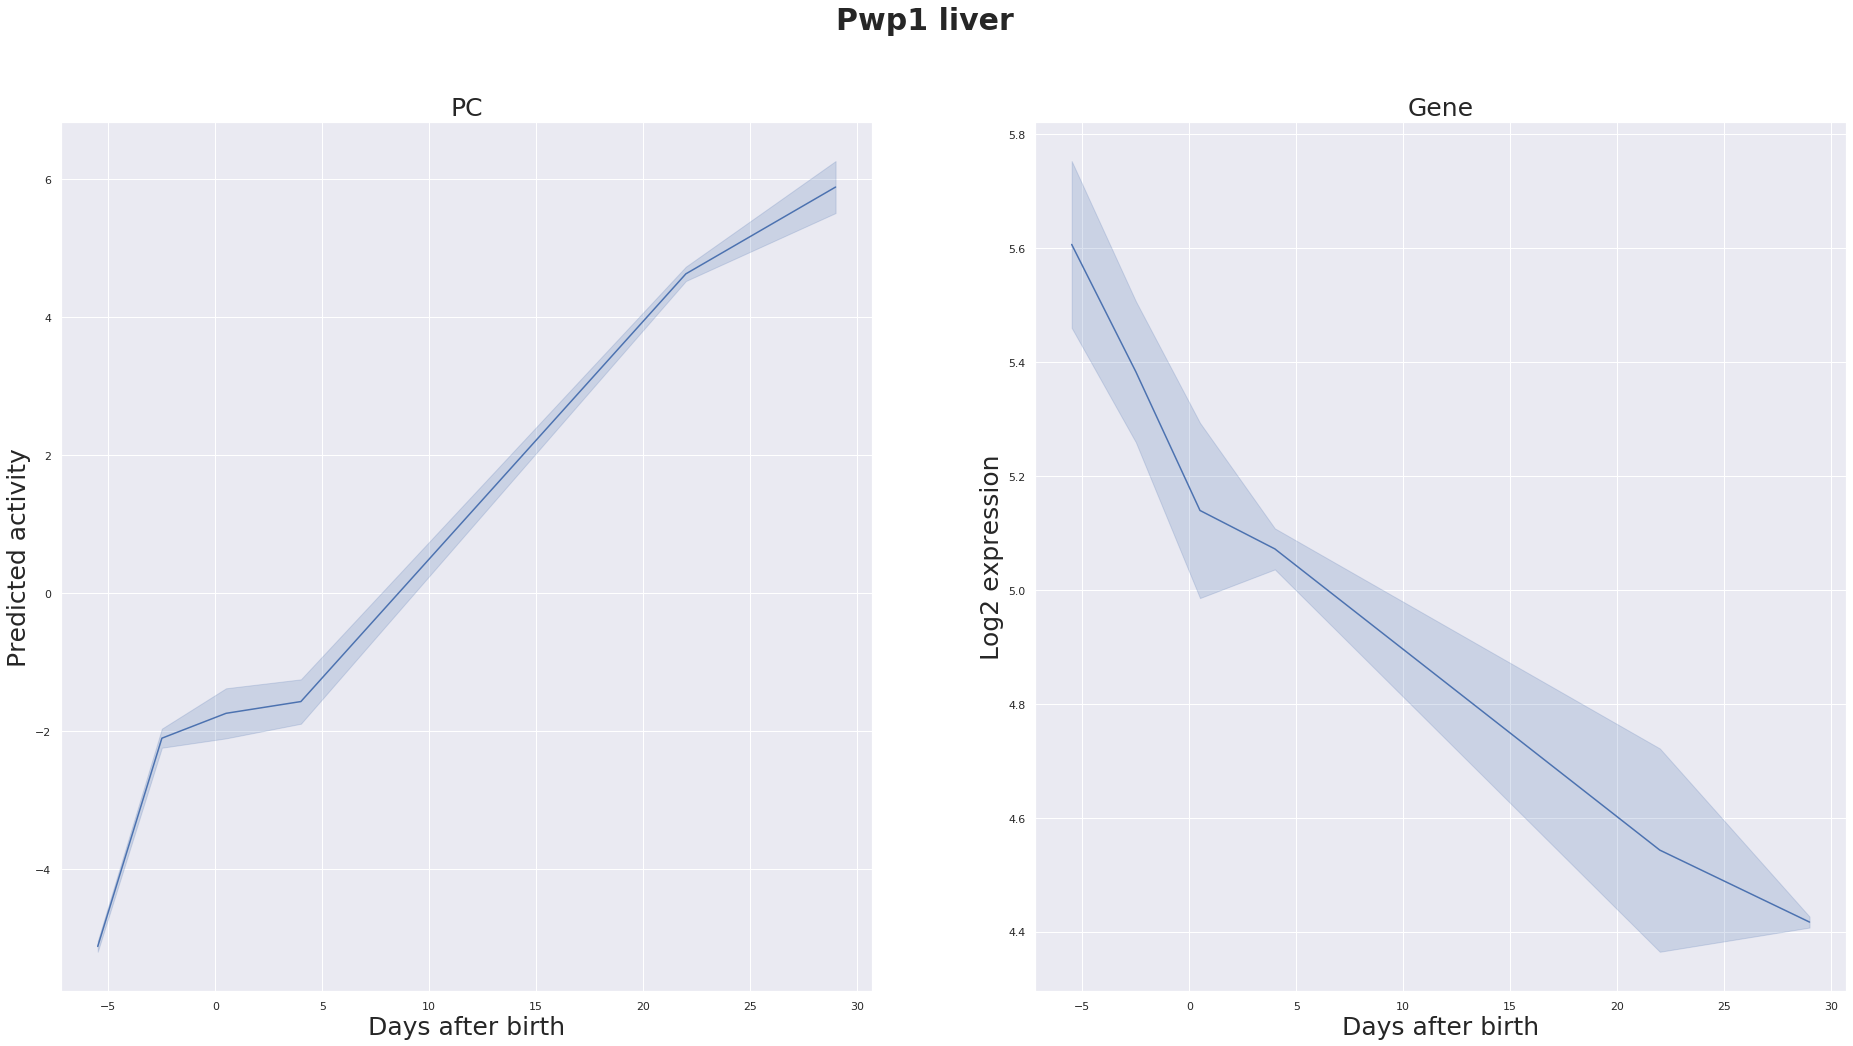 Pwp1 liver
PC
Predicted activity
6
4
2
0
−2
−4
−5 0 5 10 15 20 25 30
Days after birth
Gene
Log2 expression
5.8
5.6
5.4
5.2
5.0
4.8
4.6
4.4
−5 0 5 10 15 20 25 30
Days after birth